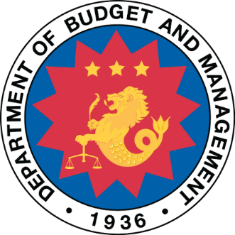 DEPARTMENT OF BUDGET AND MANAGEMENT
• 1936 •